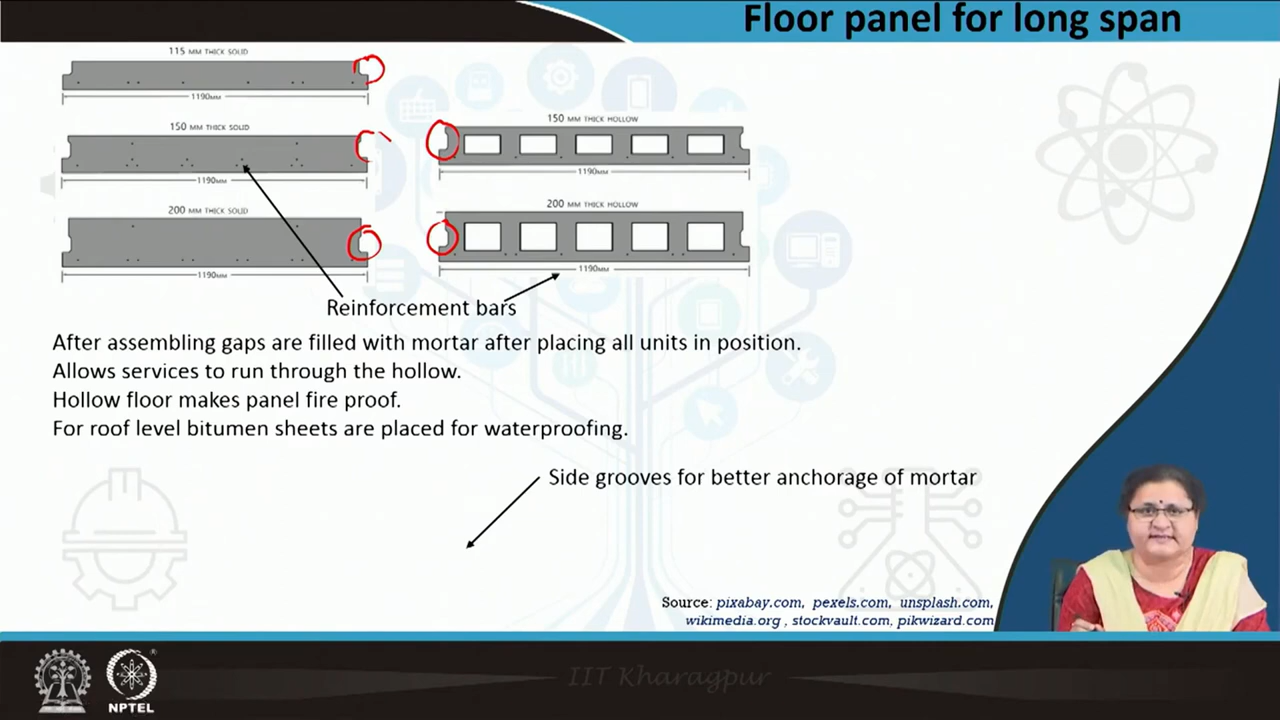 Floor panel for long span
115 MM THICK SOLID
1190MM
150 MM THICK SOLID
1190MM
200 MM THICK SOLID
1190MM
150 MM THICK HOLLOW
1190MM
200 MM THICK HOLLOW
1190MM
Reinforcement bars
After assembling gaps are filled with mortar after placing all units in position.
Allows services to run through the hollow.
Hollow floor makes panel fire proof.
For roof level bitumen sheets are placed for waterproofing.
Side grooves for better anchorage of mortar
Source: pixabay.com, pexels.com, unsplash.com,
wikimedia.org , stockvault.com, pikwizard.com
IIT Kharagpur
NPTEL